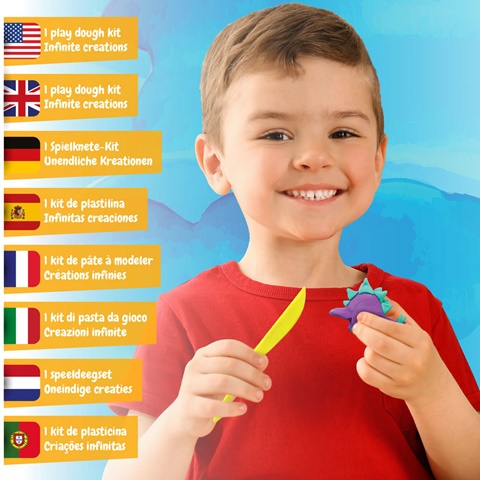 1 play dough kit
Infinite creations
1 play dough kit
Infinite creations
1 Spielknete-Kit
Unendliche Kreationen
1 kit de plastilina
Infinitas creaciones
1 kit de pâte à modeler
Créations infinies
1 kit di pasta da gioco
Creazioni infinite
1 speeldeegset
Oneindige creaties
1 kit de plasticina
Criações infinitas